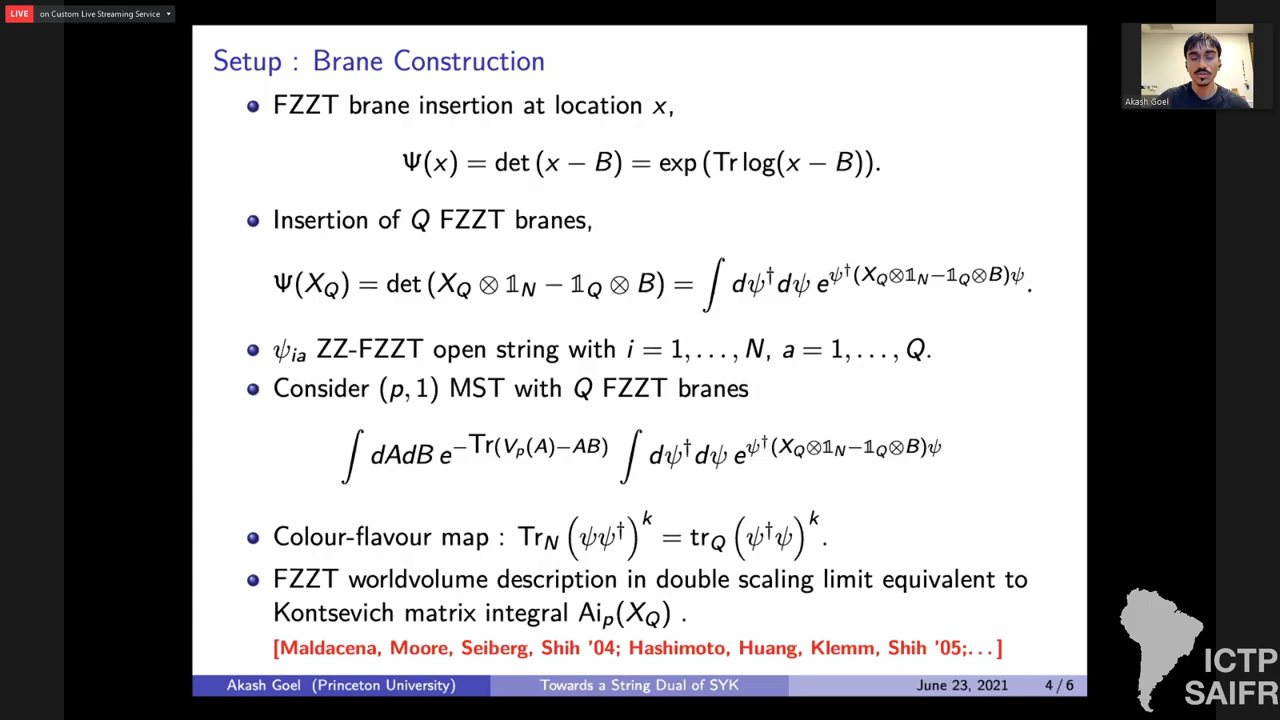 LIVE on Custom Live Streaming Service
Akash Goel
Setup : Brane Construction
FZZT brane insertion at location x,
Ψ(x) = det (x − B) = exp (Tr log(x − B)).
Insertion of Q FZZT branes,
Ψ(X_Q) = det (X_Q ⊗ 𝟙_N − 𝟙_Q ⊗ B) = ∫ dψ†dψ e^{ψ†(X_Q⊗𝟙_N−𝟙_Q⊗B)ψ}.
ψ_{ia} ZZ-FZZT open string with i = 1, . . . , N, a = 1, . . . , Q.
Consider (p, 1) MST with Q FZZT branes
∫ dAdB e^{−Tr(V_p(A)−AB)} ∫ dψ†dψ e^{ψ†(X_Q⊗𝟙_N−𝟙_Q⊗B)ψ}
Colour-flavour map : Tr_N (ψψ†)^k = tr_Q (ψ†ψ)^k.
FZZT worldvolume description in double scaling limit equivalent to
Kontsevich matrix integral Ai_p(X_Q) .
[Maldacena, Moore, Seiberg, Shih '04; Hashimoto, Huang, Klemm, Shih '05;. . . ]
Akash Goel (Princeton University) Towards a String Dual of SYK June 23, 2021 4 / 6
ICTP
SAIFR